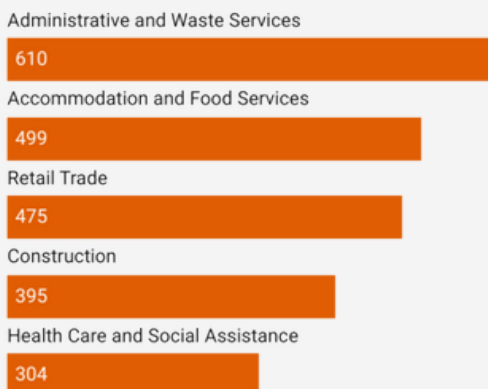 Administrative and Waste Services
610
Accommodation and Food Services
499
Retail Trade
475
Construction
395
Health Care and Social Assistance
304